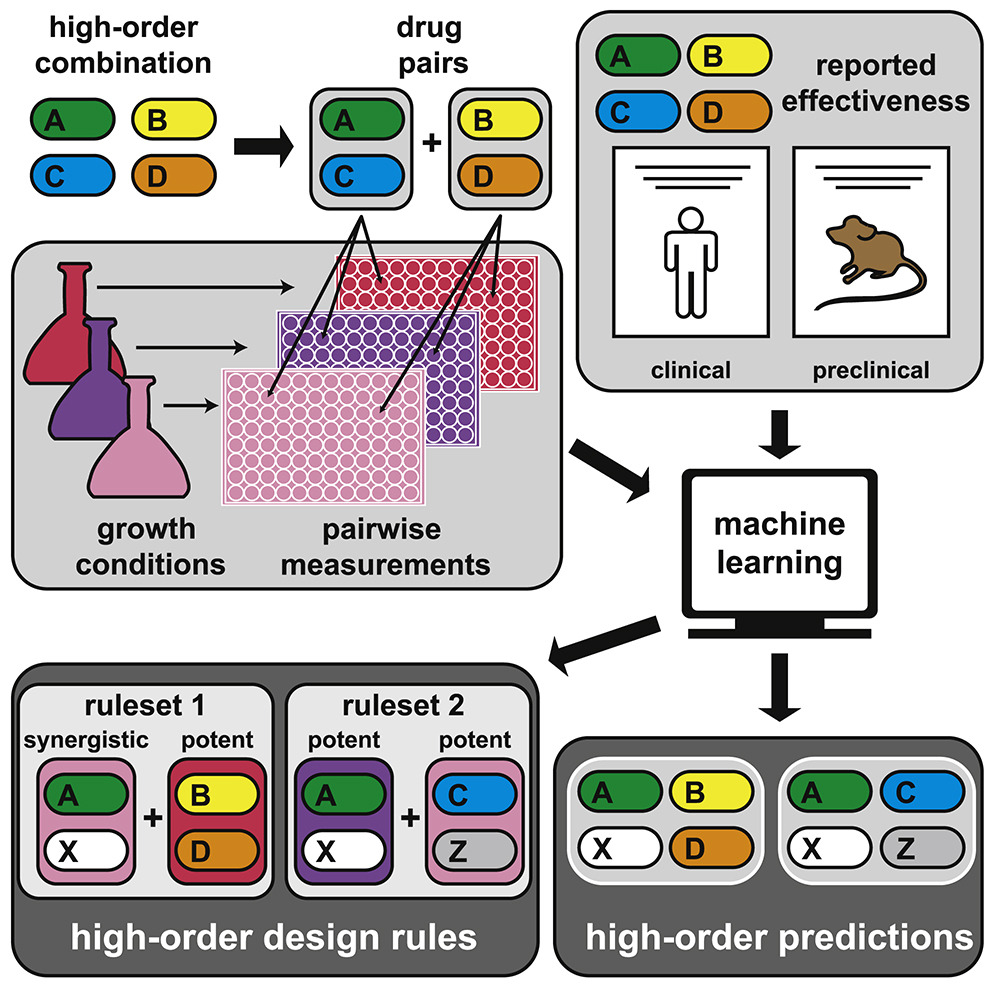 high-order
combination
A B
C D
drug
pairs
A
C
+
B
D
A B
C D
reported
effectiveness
clinical
preclinical
growth
conditions
pairwise
measurements
machine
learning
ruleset 1
synergistic potent
A
X
+
B
D
ruleset 2
potent potent
A
X
+
C
Z
high-order design rules
A B
X D
A C
X Z
high-order predictions